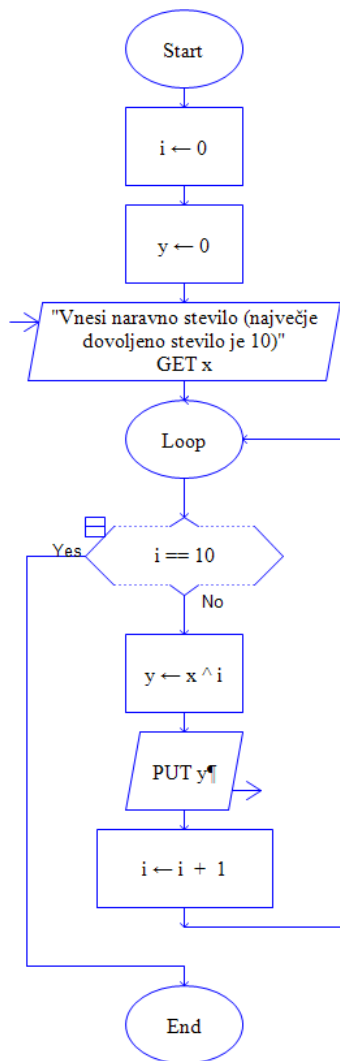 Start
i ← 0
y ← 0
"Vnesi naravno stevilo (največje
dovoljeno stevilo je 10)"
GET x
Loop
Yes
i == 10
No
y ← x ^ i
PUT y¶
i ← i + 1
End